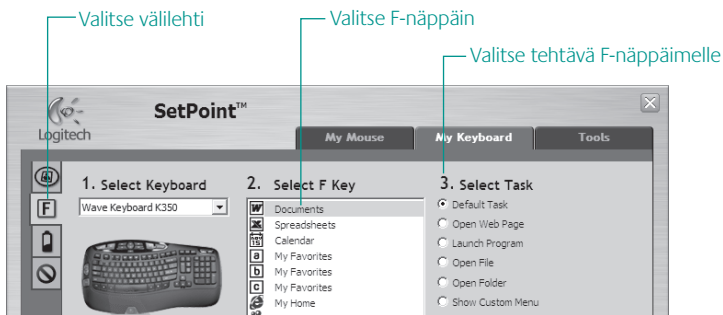 Valitse välilehti
Valitse F-näppäin
Valitse tehtävä F-näppäimelle
Logitech
SetPoint™
My Mouse
My Keyboard
Tools
1. Select Keyboard
Wave Keyboard K350
2. Select F Key
Documents
Spreadsheets
Calendar
My Favorites
My Favorites
My Favorites
My Home
3. Select Task
Default Task
Open Web Page
Launch Program
Open File
Open Folder
Show Custom Menu